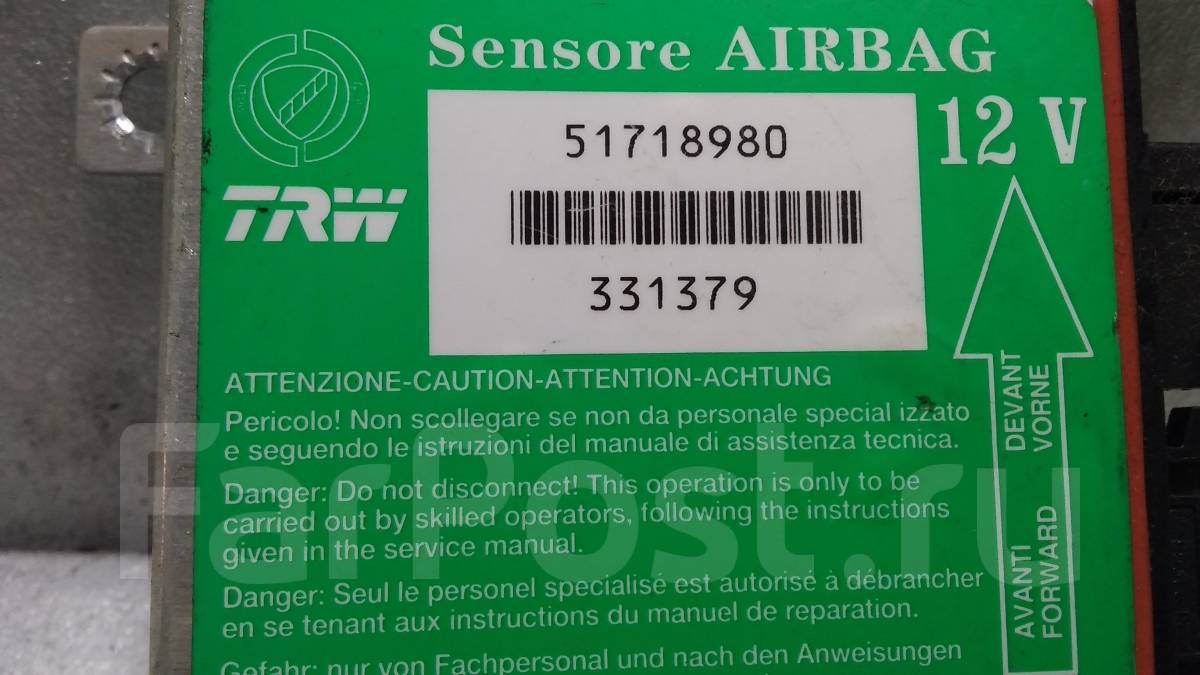 Sensore AIRBAG
12 V
51718980
TRW
331379
ATTENZIONE-CAUTION-ATTENTION-ACHTUNG
Pericolo! Non scollegare se non da personale special izzato
e seguendo le istruzioni del manuale di assistenza tecnica.
Danger: Do not disconnect! This operation is only to be
carried out by skilled operators, following the instructions
given in the service manual.
Danger: Seul le personel specialisé est autorisé à débrancher
en se tenant aux instructions du manuel de reparation.
Gefahr: nur von Fachpersonal und nach den Anweisungen
AVANTI DEVANT
FORWARD VORNE
FarPost.ru